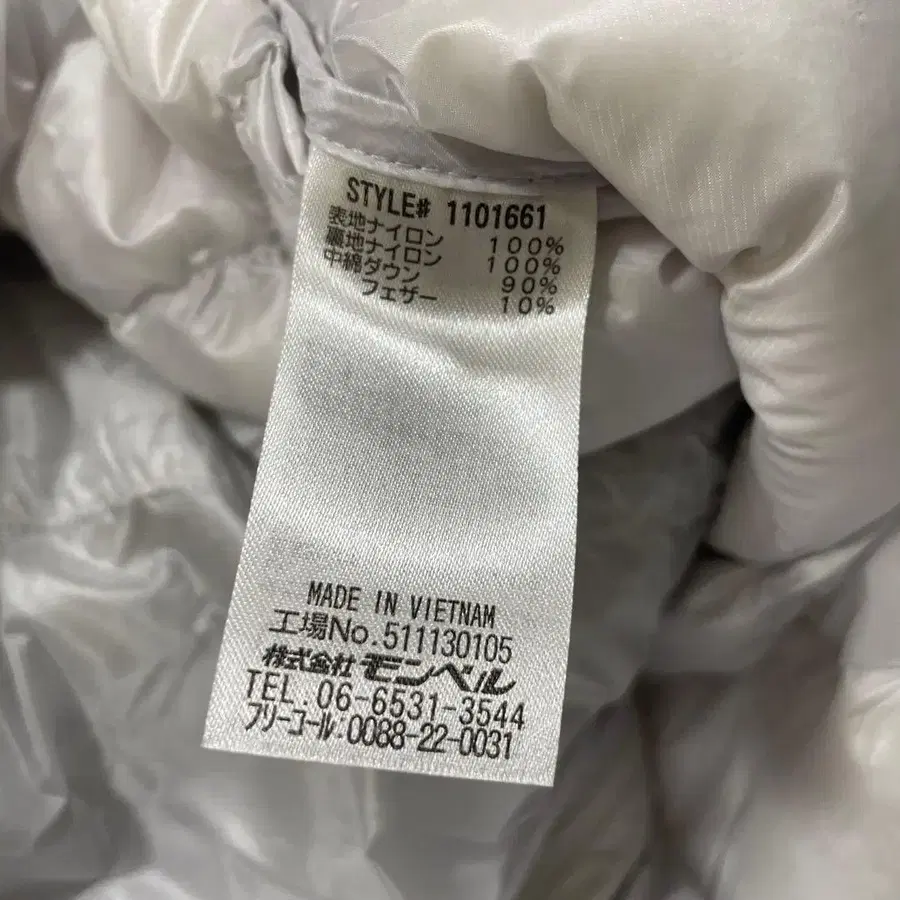 STYLE# 1101661
表地ナイロン 100%
裏地ナイロン 100%
中綿ダウン 90%
フェザー 10%
MADE IN VIETNAM
工場No.511130105
株式会社 モンベル
TEL. 06-6531-3544
フリーコール:0088-22-0031